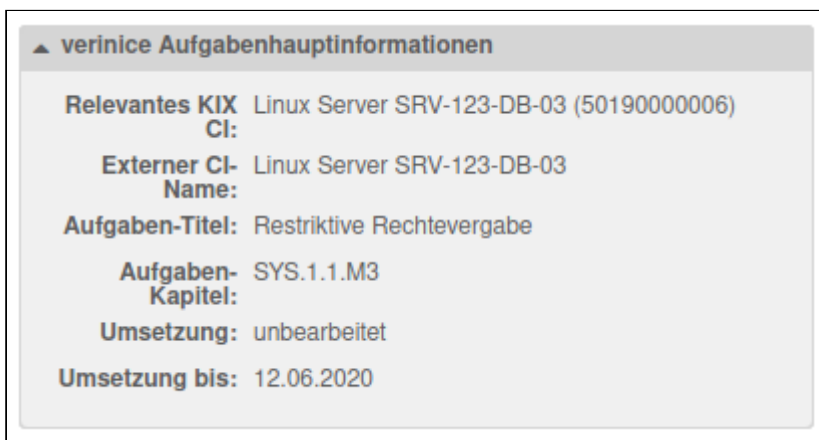 verinice Aufgabenhauptinformationen
Relevantes KIX Linux Server SRV-123-DB-03 (50190000006)
CI:
Externer CI- Linux Server SRV-123-DB-03
Name:
Aufgaben-Titel: Restriktive Rechtevergabe
Aufgaben- SYS.1.1.M3
Kapitel:
Umsetzung: unbearbeitet
Umsetzung bis: 12.06.2020